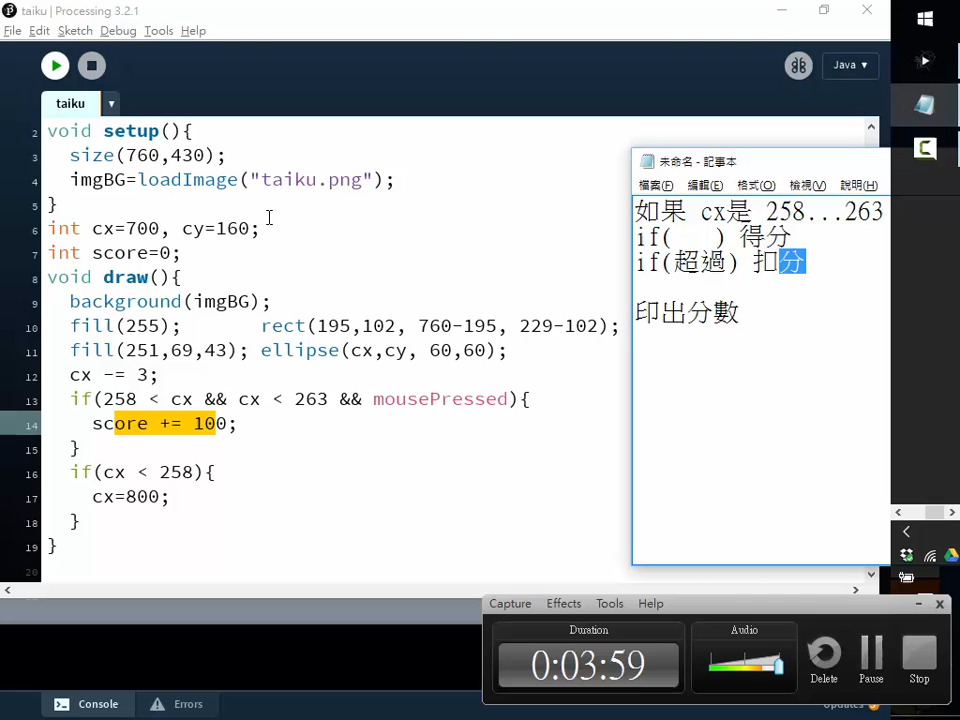 taiku | Processing 3.2.1
File Edit Sketch Debug Tools Help
Java ▾
taiku
2 void setup(){
3 size(760,430);
4 imgBG=loadImage("taiku.png");
5 }
6 int cx=700, cy=160;
7 int score=0;
8 void draw(){
9 background(imgBG);
10 fill(255); rect(195,102, 760-195, 229-102);
11 fill(251,69,43); ellipse(cx,cy, 60,60);
12 cx -= 3;
13 if(258 < cx && cx < 263 && mousePressed){
14 score += 100;
15 }
16 if(cx < 258){
17 cx=800;
18 }
19 }
20
未命名 - 記事本
檔案(F) 編輯(E) 格式(O) 檢視(V) 說明(H)
如果 cx是 258...263
if( ) 得分
if(超過) 扣分
印出分數
Capture Effects Tools Help
Duration
0:03:59
Audio
Delete Pause Stop
Console Errors
Updates